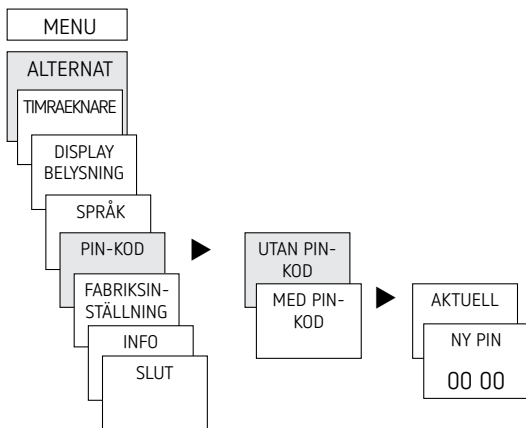 MENU
ALTERNAT
TIMRAEKNARE
DISPLAY
BELYSNING
SPRÅK
PIN-KOD
FABRIKSIN-
STÄLLNING
INFO
SLUT
UTAN PIN-
KOD
MED PIN-
KOD
AKTUELL
NY PIN
00 00